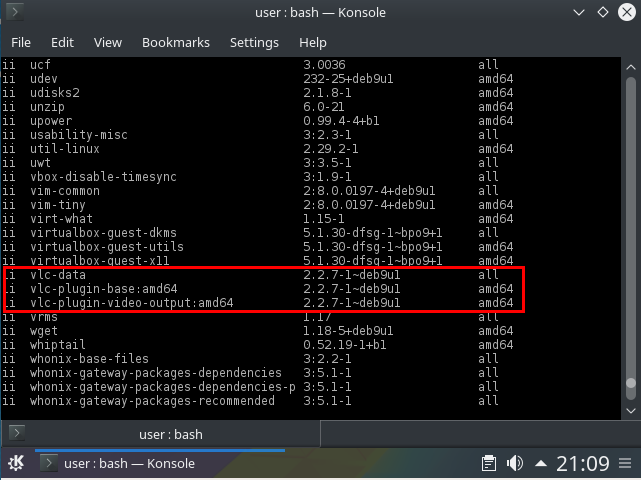 user : bash — Konsole
File Edit View Bookmarks Settings Help
ii ucf 3.0036 all
ii udev 232-25+deb9u1 amd64
ii udisks2 2.1.8-1 amd64
ii unzip 6.0-21 amd64
ii upower 0.99.4-4+b1 amd64
ii usability-misc 3:2.3-1 all
ii util-linux 2.29.2-1 amd64
ii uwt 3:3.5-1 all
ii vbox-disable-timesync 3:1.9-1 all
ii vim-common 2:8.0.0197-4+deb9u1 all
ii vim-tiny 2:8.0.0197-4+deb9u1 amd64
ii virt-what 1.15-1 amd64
ii virtualbox-guest-dkms 5.1.30-dfsg-1~bpo9+1 all
ii virtualbox-guest-utils 5.1.30-dfsg-1~bpo9+1 amd64
ii virtualbox-guest-x11 5.1.30-dfsg-1~bpo9+1 amd64
ii vlc-data 2.2.7-1~deb9u1 all
ii vlc-plugin-base:amd64 2.2.7-1~deb9u1 amd64
ii vlc-plugin-video-output:amd64 2.2.7-1~deb9u1 amd64
ii vrms 1.17 all
ii wget 1.18-5+deb9u1 amd64
ii whiptail 0.52.19-1+b1 amd64
ii whonix-base-files 3:2.2-1 all
ii whonix-gateway-packages-dependencies 3:5.1-1 all
ii whonix-gateway-packages-dependencies-p 3:5.1-1 all
ii whonix-gateway-packages-recommended 3:5.1-1 all
user : bash
user : bash — Konsole 21:09